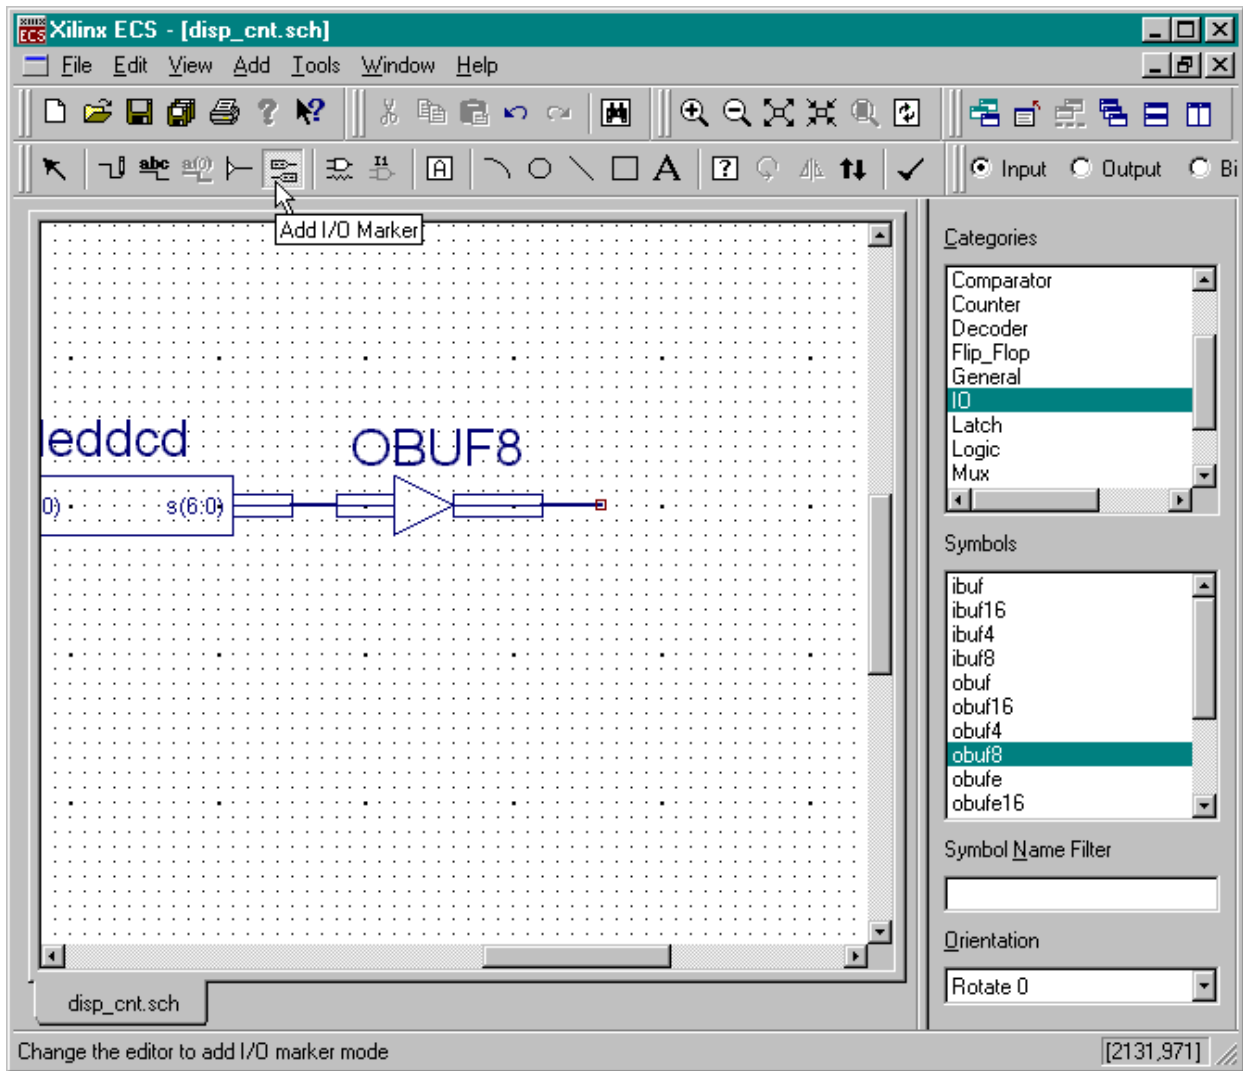 Xilinx ECS - [disp_cnt.sch]
File Edit View Add Tools Window Help
Input Output Bi
Add I/O Marker
Categories
Comparator
Counter
Decoder
Flip_Flop
General
IO
Latch
Logic
Mux
leddcd OBUF8
0) s(6:0)
Symbols
ibuf
ibuf16
ibuf4
ibuf8
obuf
obuf16
obuf4
obuf8
obufe
obufe16
Symbol Name Filter
Orientation
Rotate 0
disp_cnt.sch
Change the editor to add I/O marker mode [2131,971]